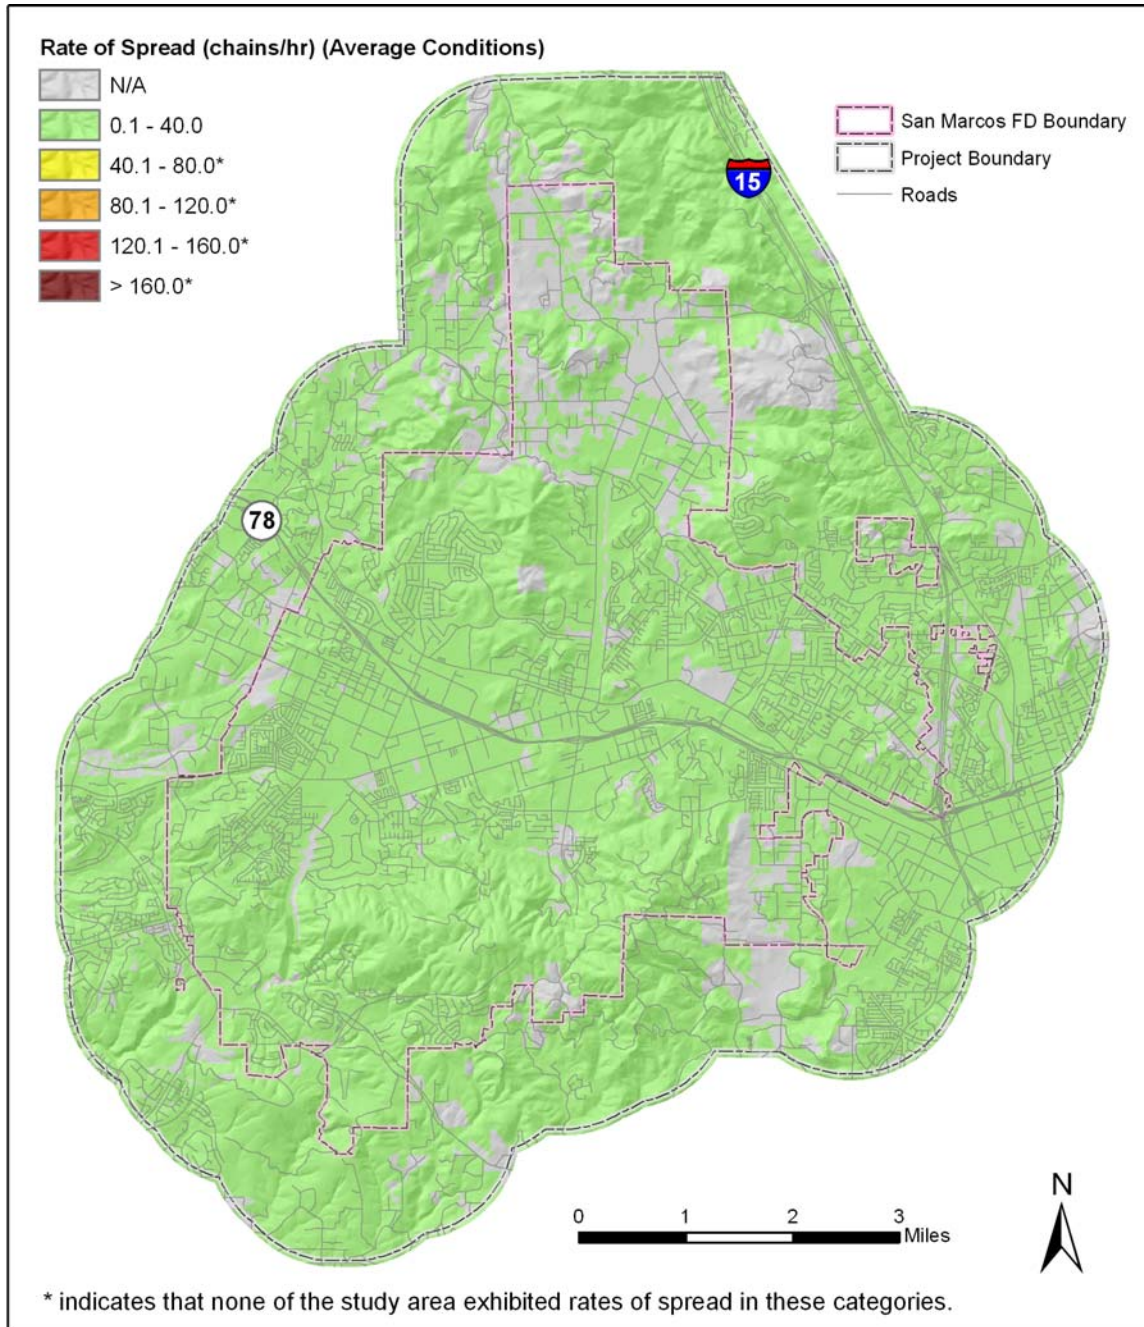 Rate of Spread (chains/hr) (Average Conditions)
N/A
0.1 - 40.0
40.1 - 80.0*
80.1 - 120.0*
120.1 - 160.0*
> 160.0*
San Marcos FD Boundary
Project Boundary
Roads
15
78
N
0 1 2 3
Miles
* indicates that none of the study area exhibited rates of spread in these categories.